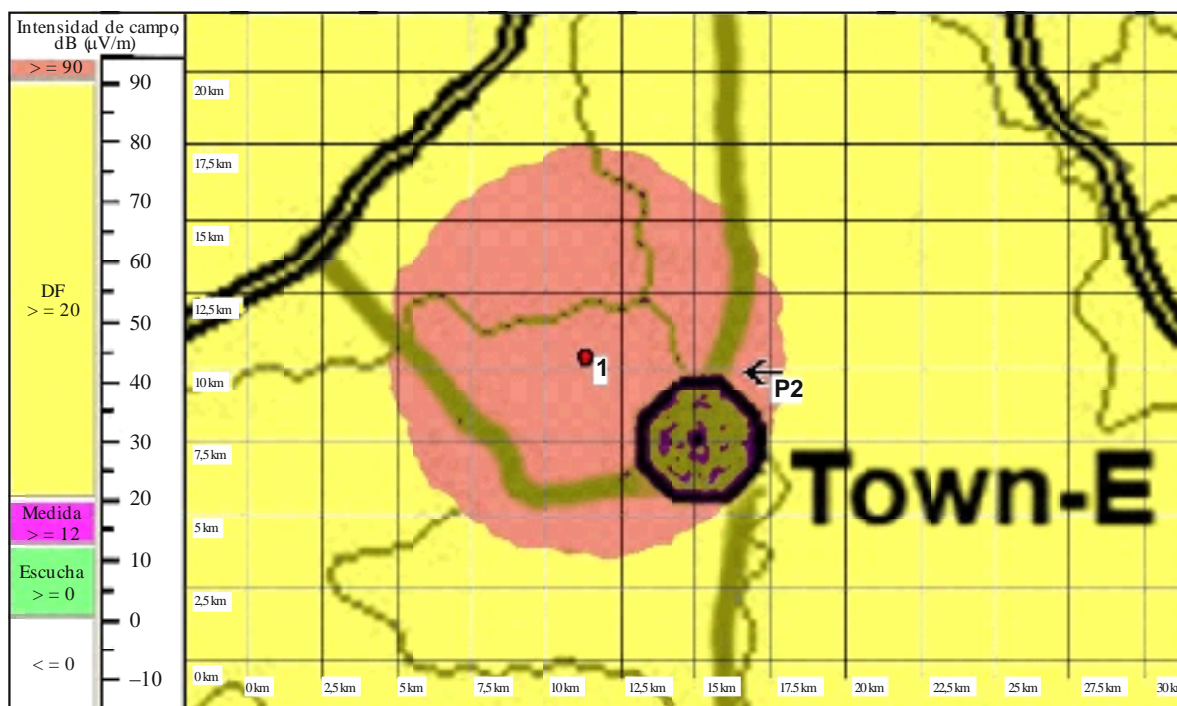 Intensidad de campo,
dB (µV/m)
> = 90
DF
> = 20
Medida
> = 12
Escucha
> = 0
< = 0
90
80
70
60
50
40
30
20
10
0
–10
20 km
17,5 km
15 km
12,5 km
10 km
7,5 km
5 km
2,5 km
0 km
0 km
2,5 km
5 km
7,5 km
10 km
12,5 km
15 km
17.5 km
20 km
22,5 km
25 km
27.5 km
30 k
1
P2
Town-E